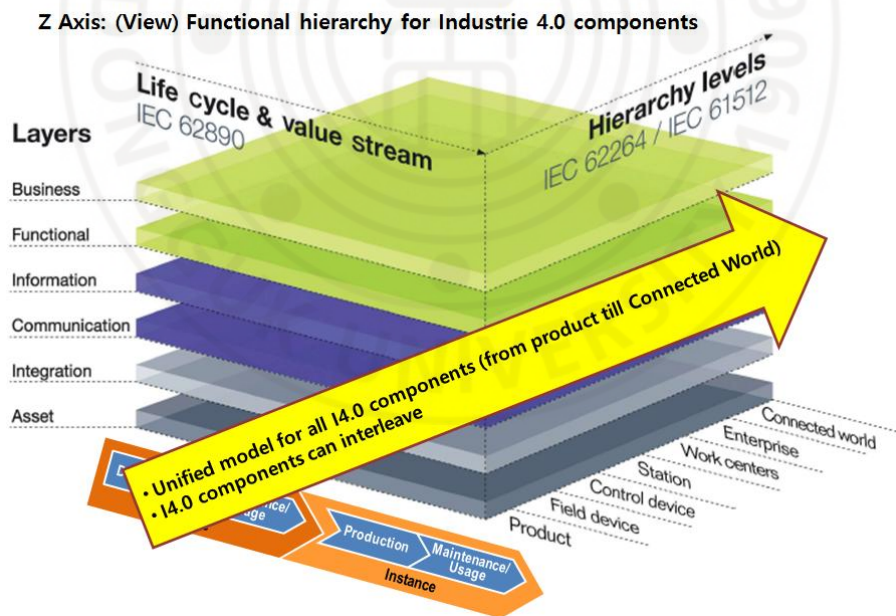 Z Axis: (View) Functional hierarchy for Industrie 4.0 components
Life cycle & value stream
IEC 62890
Hierarchy levels
IEC 62264 / IEC 61512
Layers
Business
Functional
Information
Communication
Integration
Asset
• Unified model for all I4.0 components (from product till Connected World)
• I4.0 components can interleave
Connected world
Enterprise
Work centers
Station
Control device
Field device
Product
Production
Maintenance/
Usage
Instance
UNIVERSITY